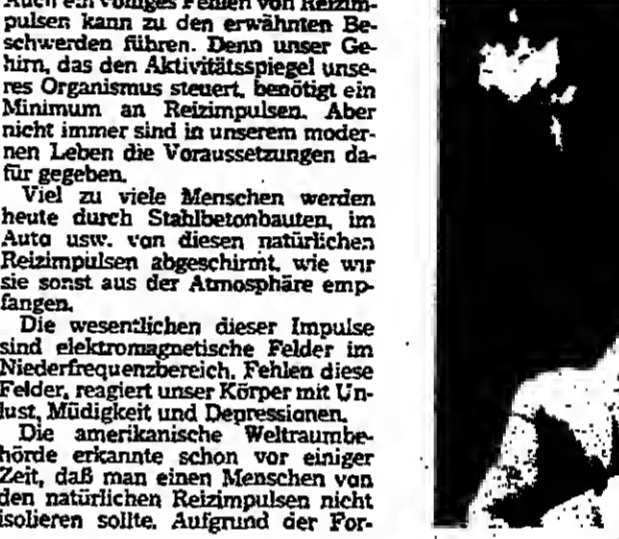 Auch ein völliges Fehlen von Reizim-
pulsen kann zu den erwähnten Be-
schwerden führen. Denn unser Ge-
hirn, das den Aktivitätsspiegel unse-
res Organismus steuert, benötigt ein
Minimum an Reizimpulsen. Aber
nicht immer sind in unserem moder-
nen Leben die Voraussetzungen da-
für gegeben.
Viel zu viele Menschen werden
heute durch Stahlbetonbauten, im
Auto usw. von diesen natürlichen
Reizimpulsen abgeschirmt, wie wir
sie sonst aus der Atmosphäre emp-
fangen.
Die wesentlichen dieser Impulse
sind elektromagnetische Felder im
Niederfrequenzbereich. Fehlen diese
Felder, reagiert unser Körper mit Un-
lust, Müdigkeit und Depressionen.
Die amerikanische Weltraumbe-
hörde erkannte schon vor einiger
Zeit, daß man einen Menschen von
den natürlichen Reizimpulsen nicht
isolieren sollte. Aufgrund der For-